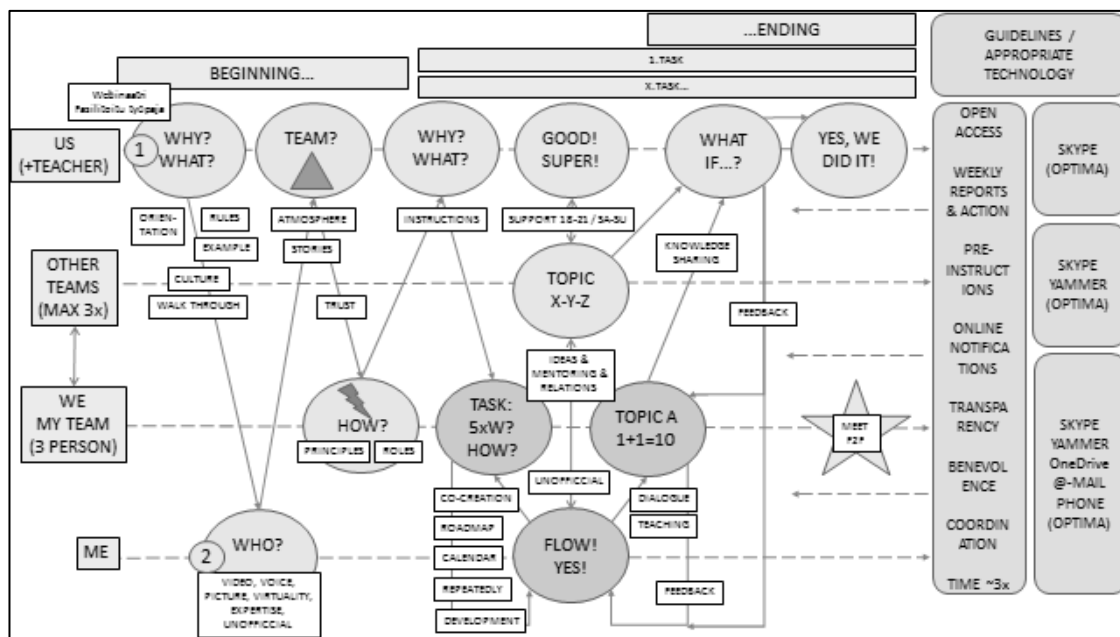 ...ENDING
GUIDELINES /
APPROPRIATE
TECHNOLOGY
1.TASK
BEGINNING...
X.TASK...
Webinaari
Fasilitoitu työpaja
US
(+TEACHER)
1
WHY?
WHAT?
TEAM?
WHY?
WHAT?
GOOD!
SUPER!
WHAT
IF...?
YES, WE
DID IT!
OPEN
ACCESS
SKYPE
(OPTIMA)
WEEKLY
REPORTS
& ACTION
ORIEN-
TATION
RULES
EXAMPLE
CULTURE
WALK THROUGH
ATMOSPHERE
STORIES
TRUST
INSTRUCTIONS
SUPPORT 18-21 / SA-SU
KNOWLEDGE
SHARING
OTHER
TEAMS
(MAX 3x)
TOPIC
X-Y-Z
FEEDBACK
PRE-
INSTRUCT
IONS
SKYPE
YAMMER
(OPTIMA)
IDEAS &
MENTORING &
RELATIONS
ONLINE
NOTIFICA
TIONS
WE
MY TEAM
(3 PERSON)
HOW?
PRINCIPLES
ROLES
TASK:
5xW?
HOW?
TOPIC A
1+1=10
MEET
F2F
TRANSPA
RENCY
SKYPE
YAMMER
OneDrive
@-MAIL
PHONE
(OPTIMA)
UNOFFICCIAL
CO-CREATION
ROADMAP
CALENDAR
REPEATEDLY
DEVELOPMENT
DIALOGUE
TEACHING
BENEVOL
ENCE
ME
2
WHO?
VIDEO, VOICE,
PICTURE, VIRTUALITY,
EXPERTISE,
UNOFFICCIAL
FLOW!
YES!
FEEDBACK
COORDIN
ATION
TIME ~3x